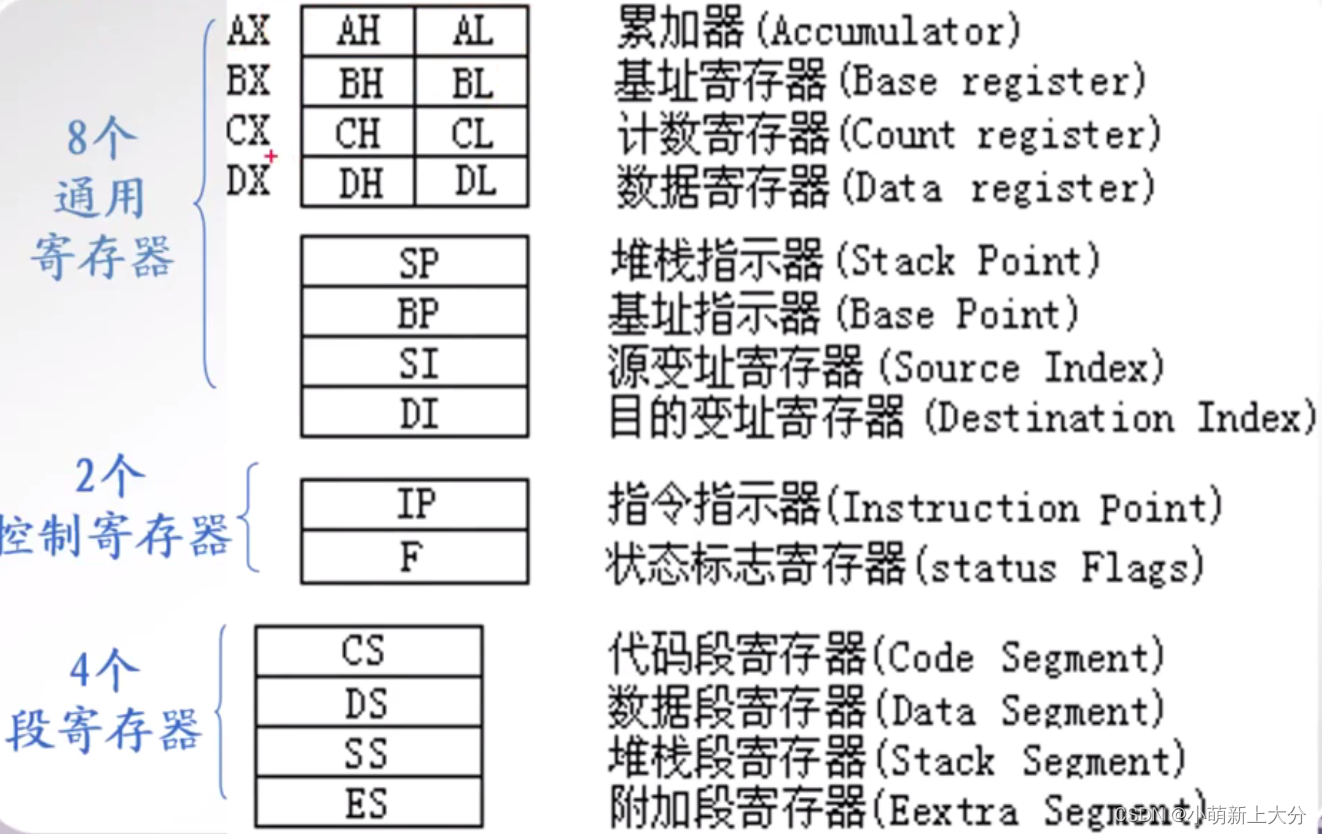 AX AH AL 累加器(Accumulator)
BX BH BL 基址寄存器(Base register)
CX CH CL 计数寄存器(Count register)
DX DH DL 数据寄存器(Data register)
8个
通用
寄存器
SP 堆栈指示器(Stack Point)
BP 基址指示器(Base Point)
SI 源变址寄存器(Source Index)
DI 目的变址寄存器(Destination Index)
2个
控制寄存器
IP 指令指示器(Instruction Point)
F 状态标志寄存器(status Flags)
4个
段寄存器
CS 代码段寄存器(Code Segment)
DS 数据段寄存器(Data Segment)
SS 堆栈段寄存器(Stack Segment)
ES 附加段寄存器(Eextra Segment)
CSDN @小萌新上大分